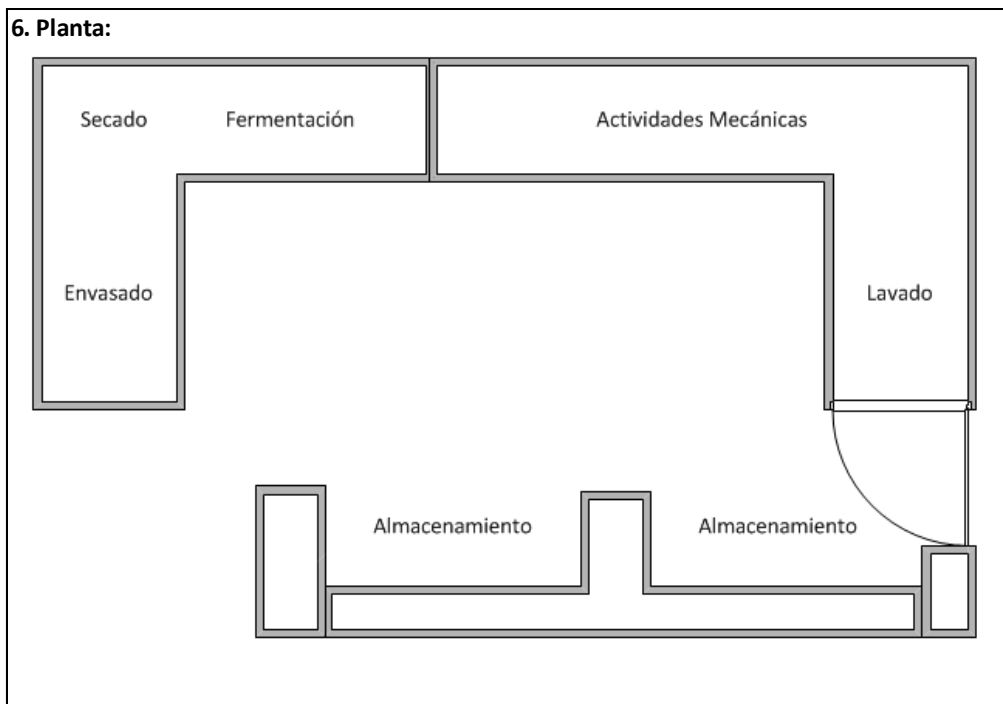 6. Planta:
Secado
Fermentación
Actividades Mecánicas
Envasado
Lavado
Almacenamiento
Almacenamiento